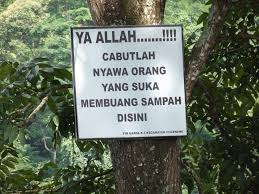 YA ALLAH........!!!!
CABUTLAH
NYAWA ORANG
YANG SUKA
MEMBUANG SAMPAH
DISINI